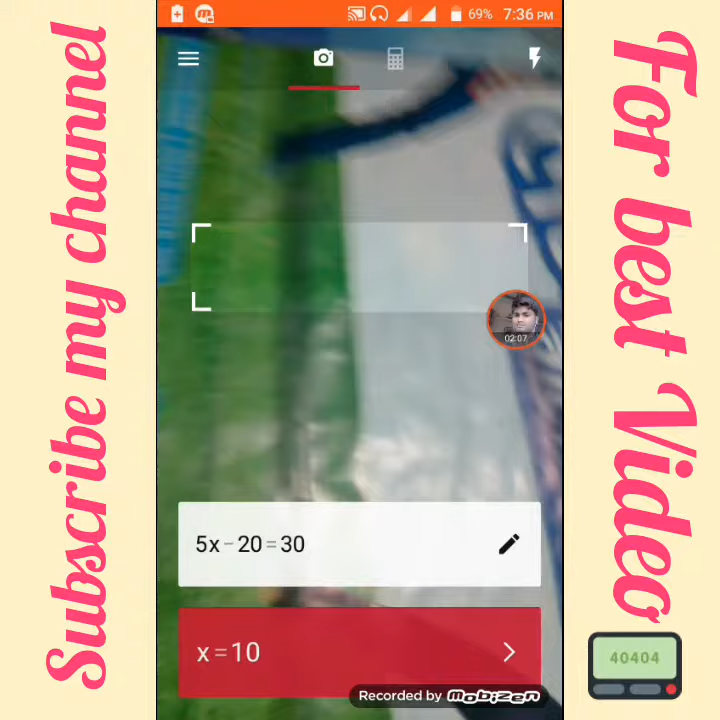 69% 7:36 PM
Subscribe my channel
For best Video
02:07
5x-20=30
x=10
Recorded by mobizen
40404